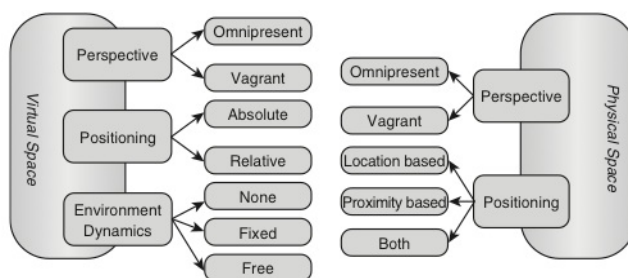 Virtual Space
Perspective
Omnipresent
Vagrant
Positioning
Absolute
Relative
Environment
Dynamics
None
Fixed
Free
Omnipresent
Vagrant
Perspective
Location based
Proximity based
Both
Positioning
Physical Space